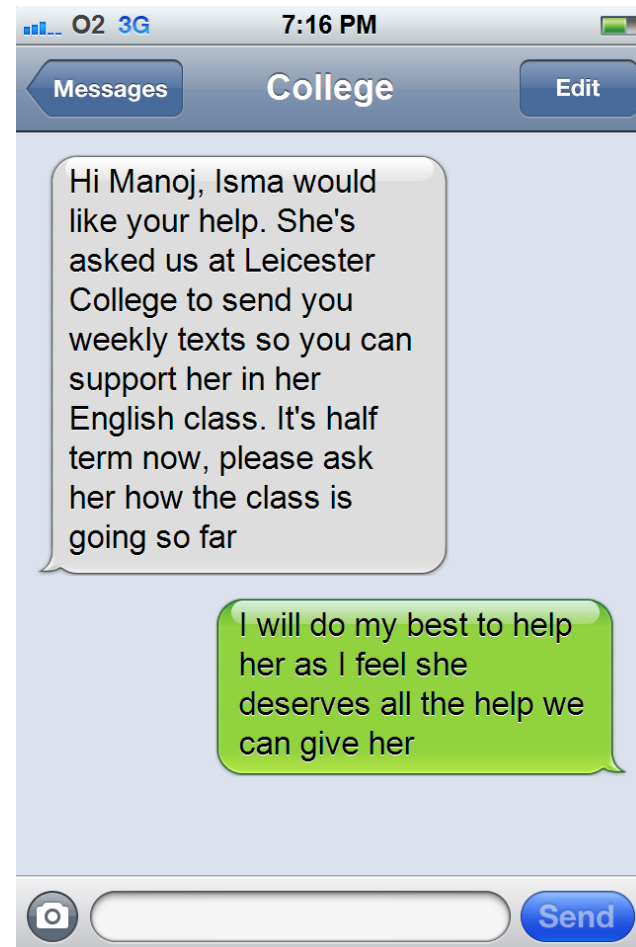 O2 3G 7:16 PM
Messages College Edit
Hi Manoj, Isma would
like your help. She's
asked us at Leicester
College to send you
weekly texts so you can
support her in her
English class. It's half
term now, please ask
her how the class is
going so far
I will do my best to help
her as I feel she
deserves all the help we
can give her
Send